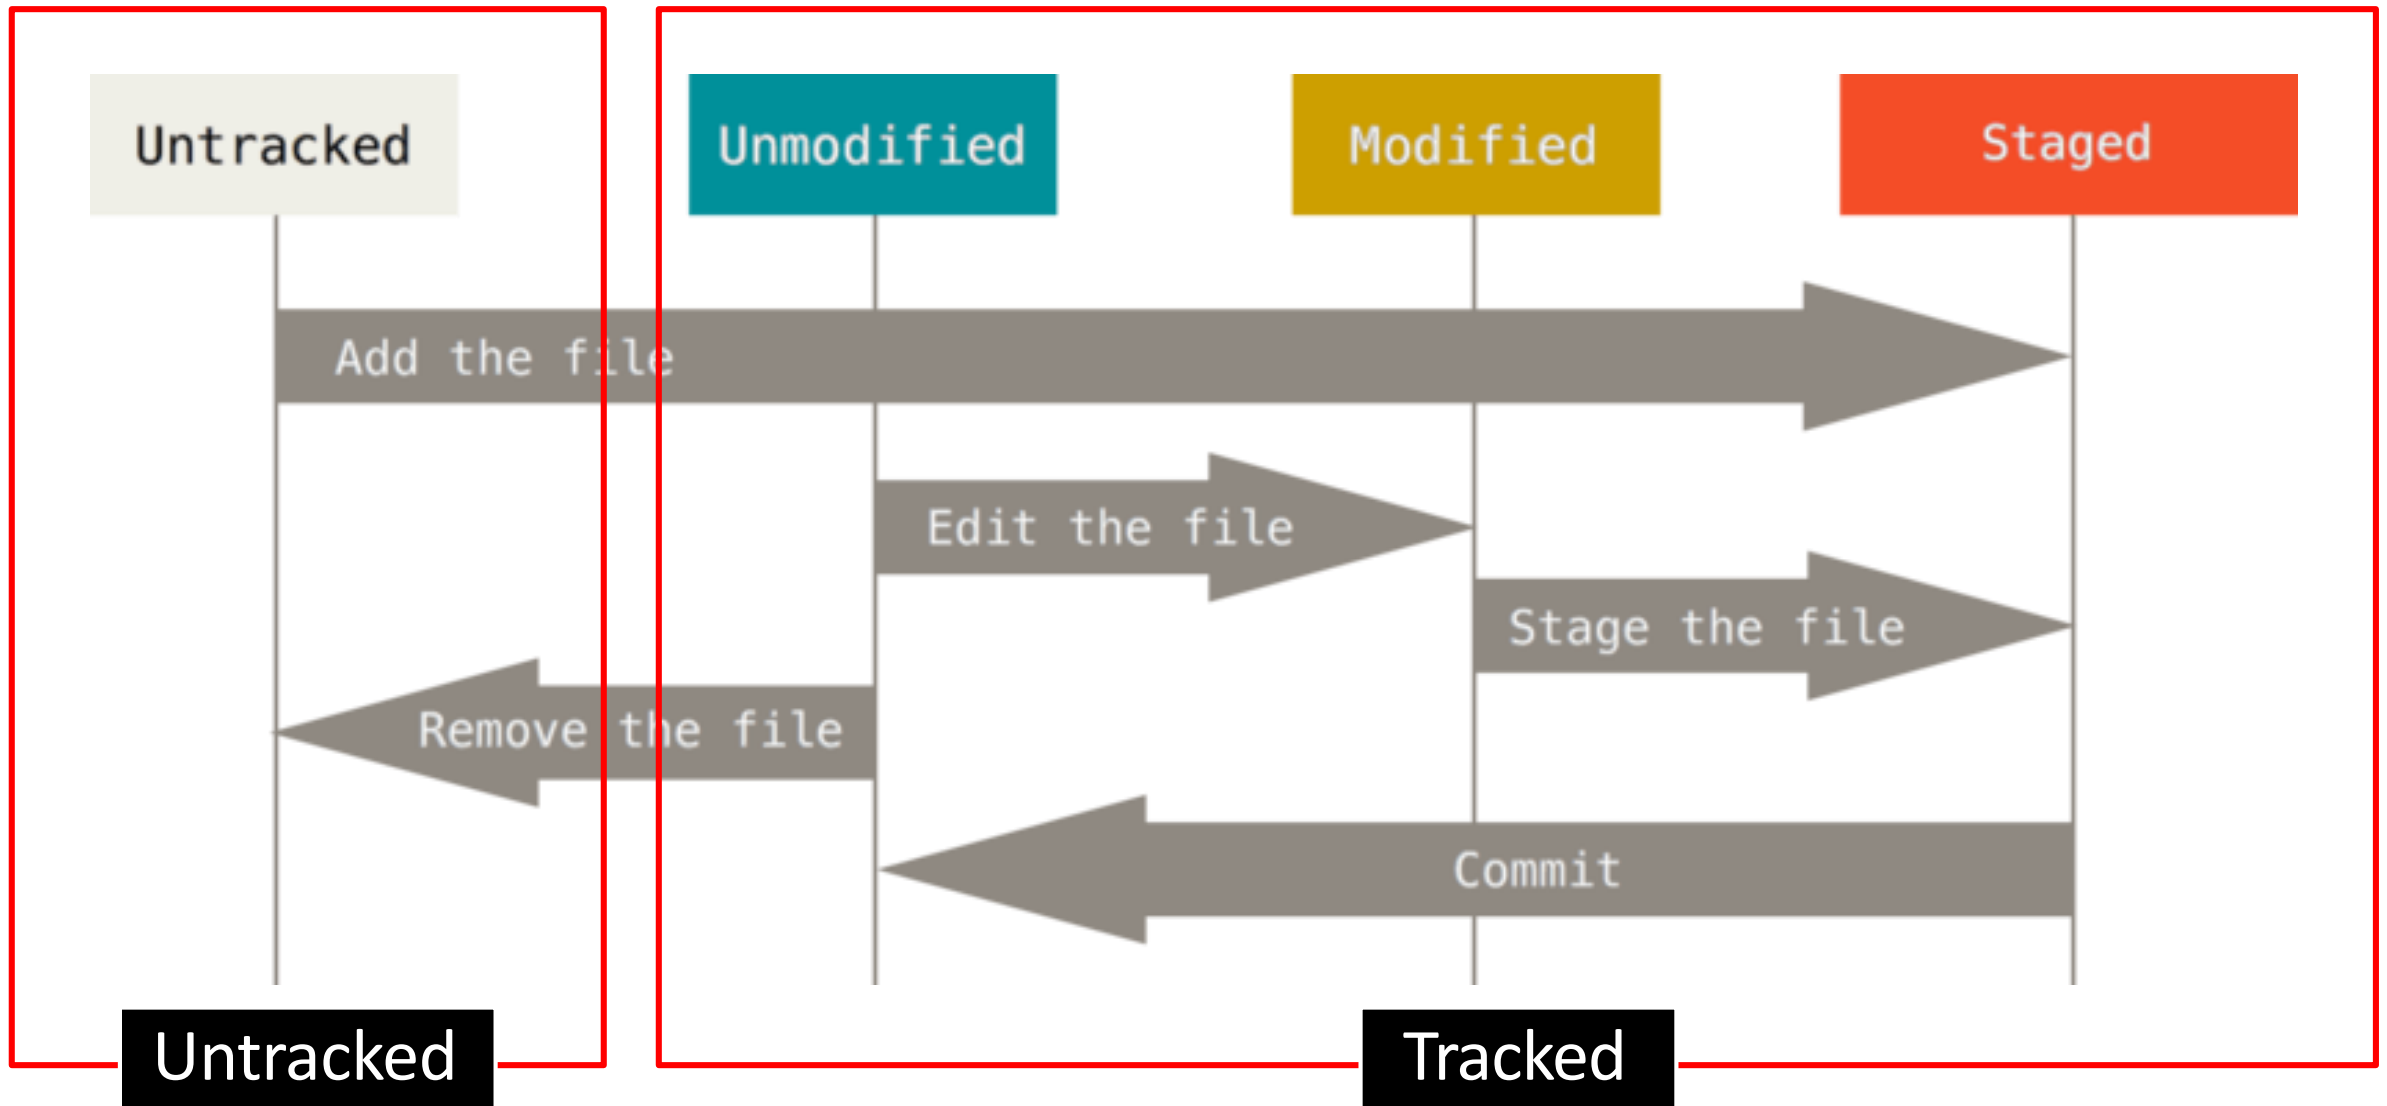 Untracked
Unmodified
Modified
Staged
Add the file
Edit the file
Stage the file
Remove the file
Commit
Untracked
Tracked